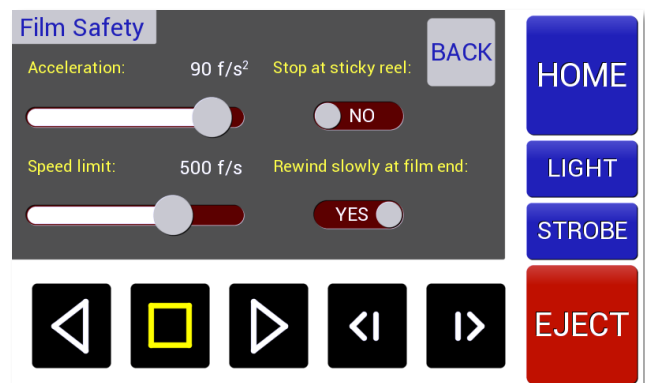 Film Safety
BACK
Acceleration: 90 f/s²
Stop at sticky reel:
NO
Speed limit: 500 f/s
Rewind slowly at film end:
YES
HOME
LIGHT
STROBE
EJECT